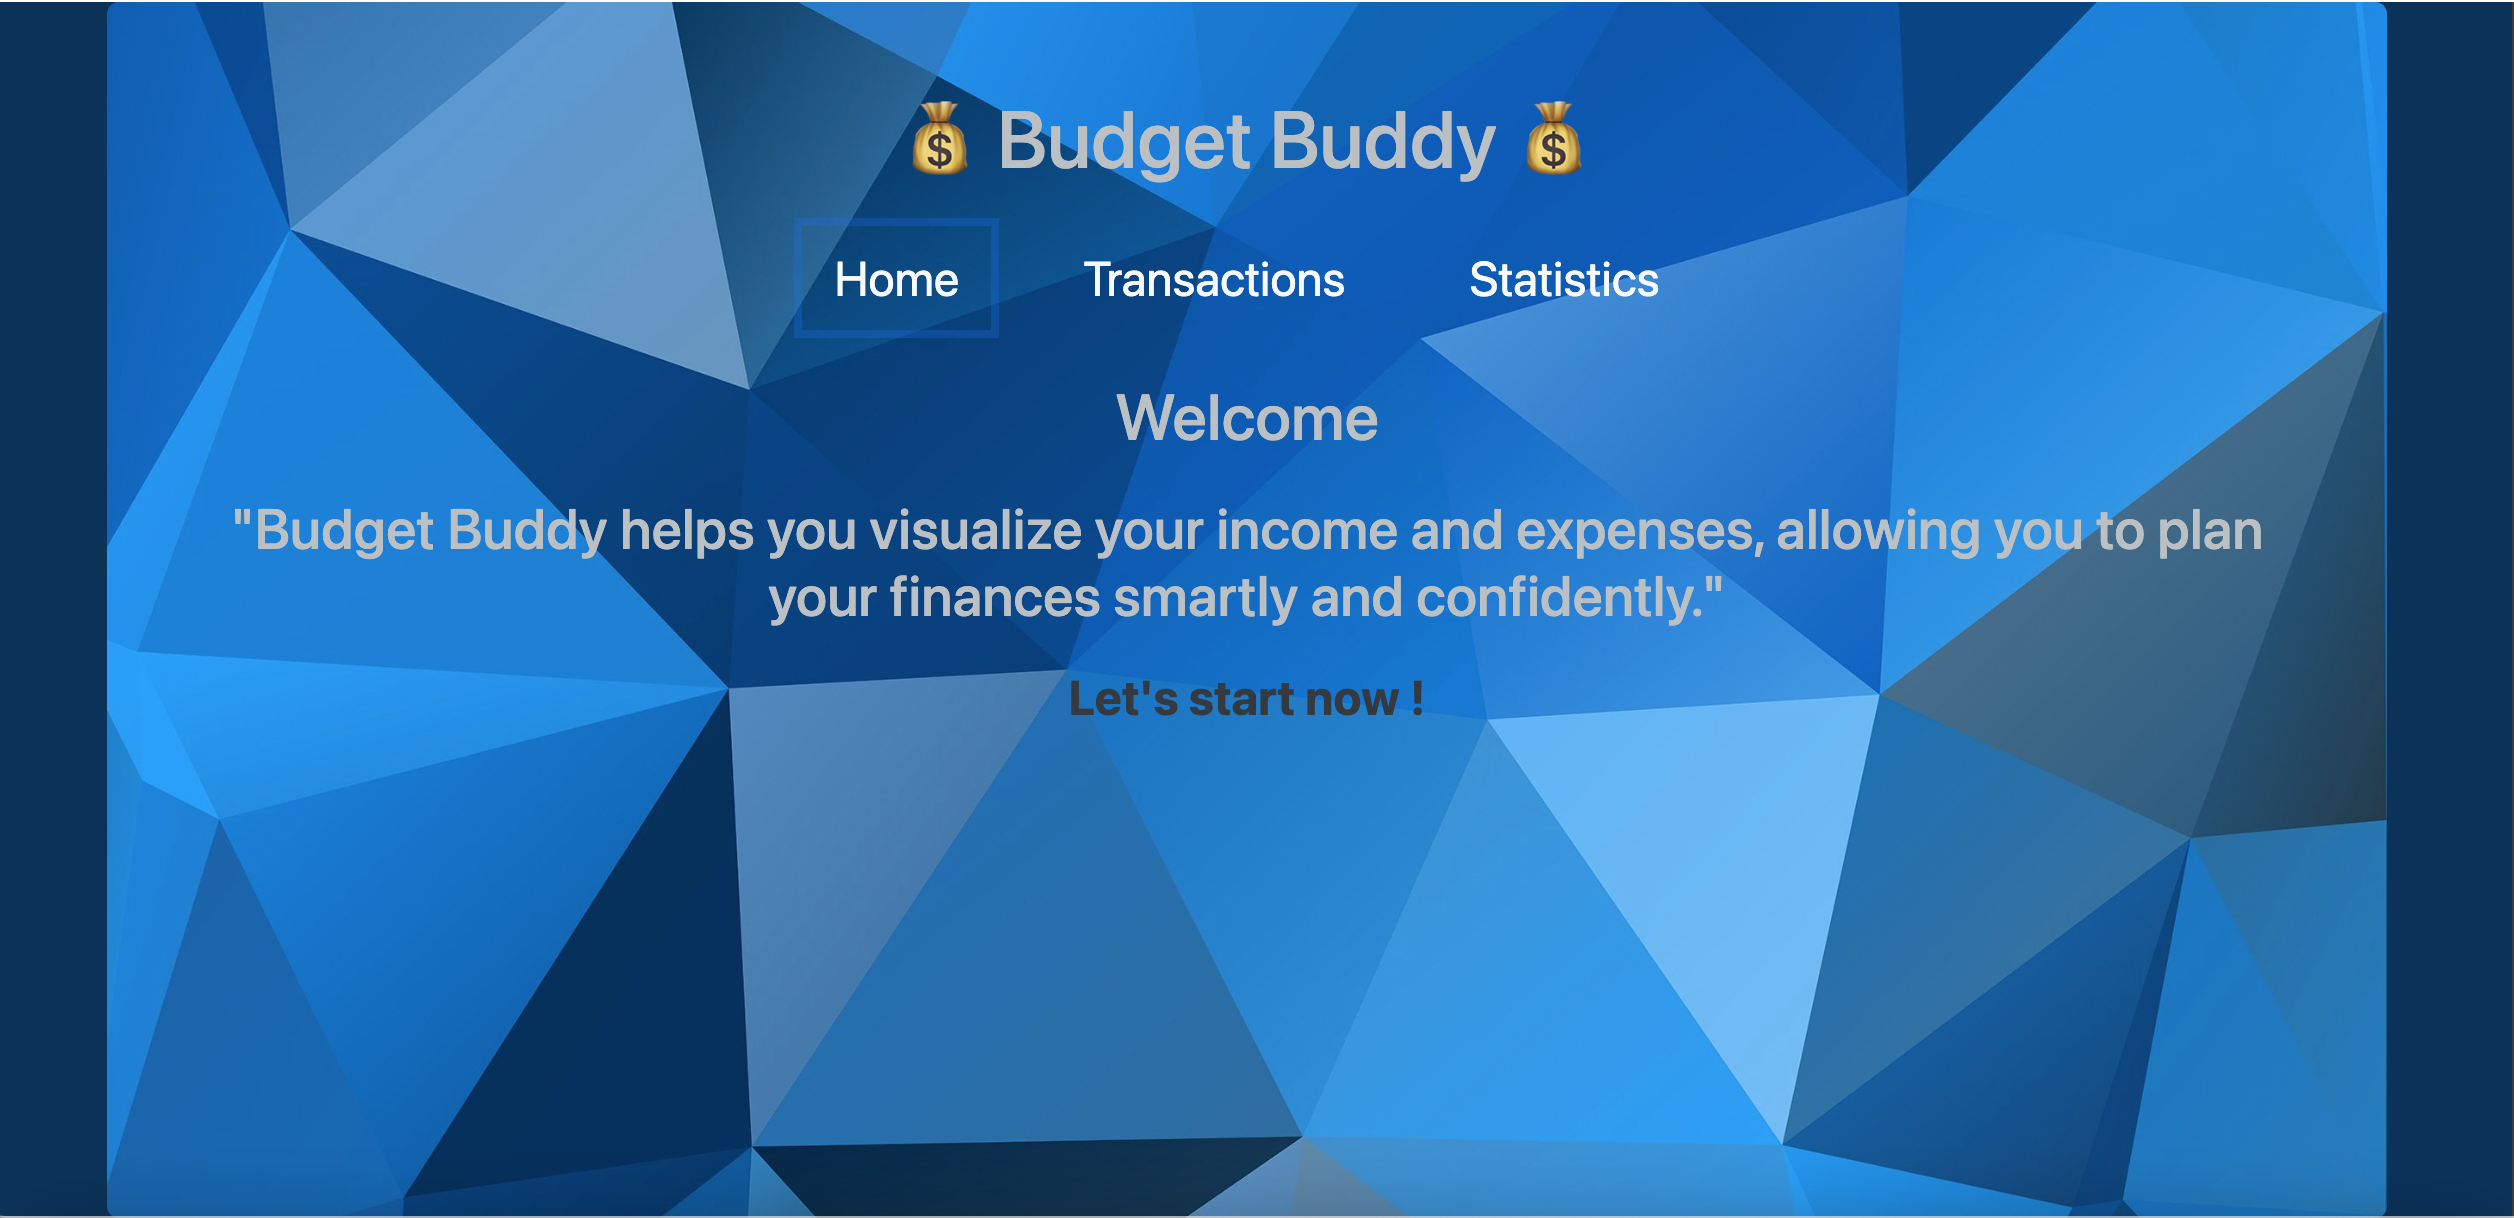 💰 Budget Buddy 💰
Home Transactions Statistics
Welcome
"Budget Buddy helps you visualize your income and expenses, allowing you to plan
your finances smartly and confidently."
Let's start now !